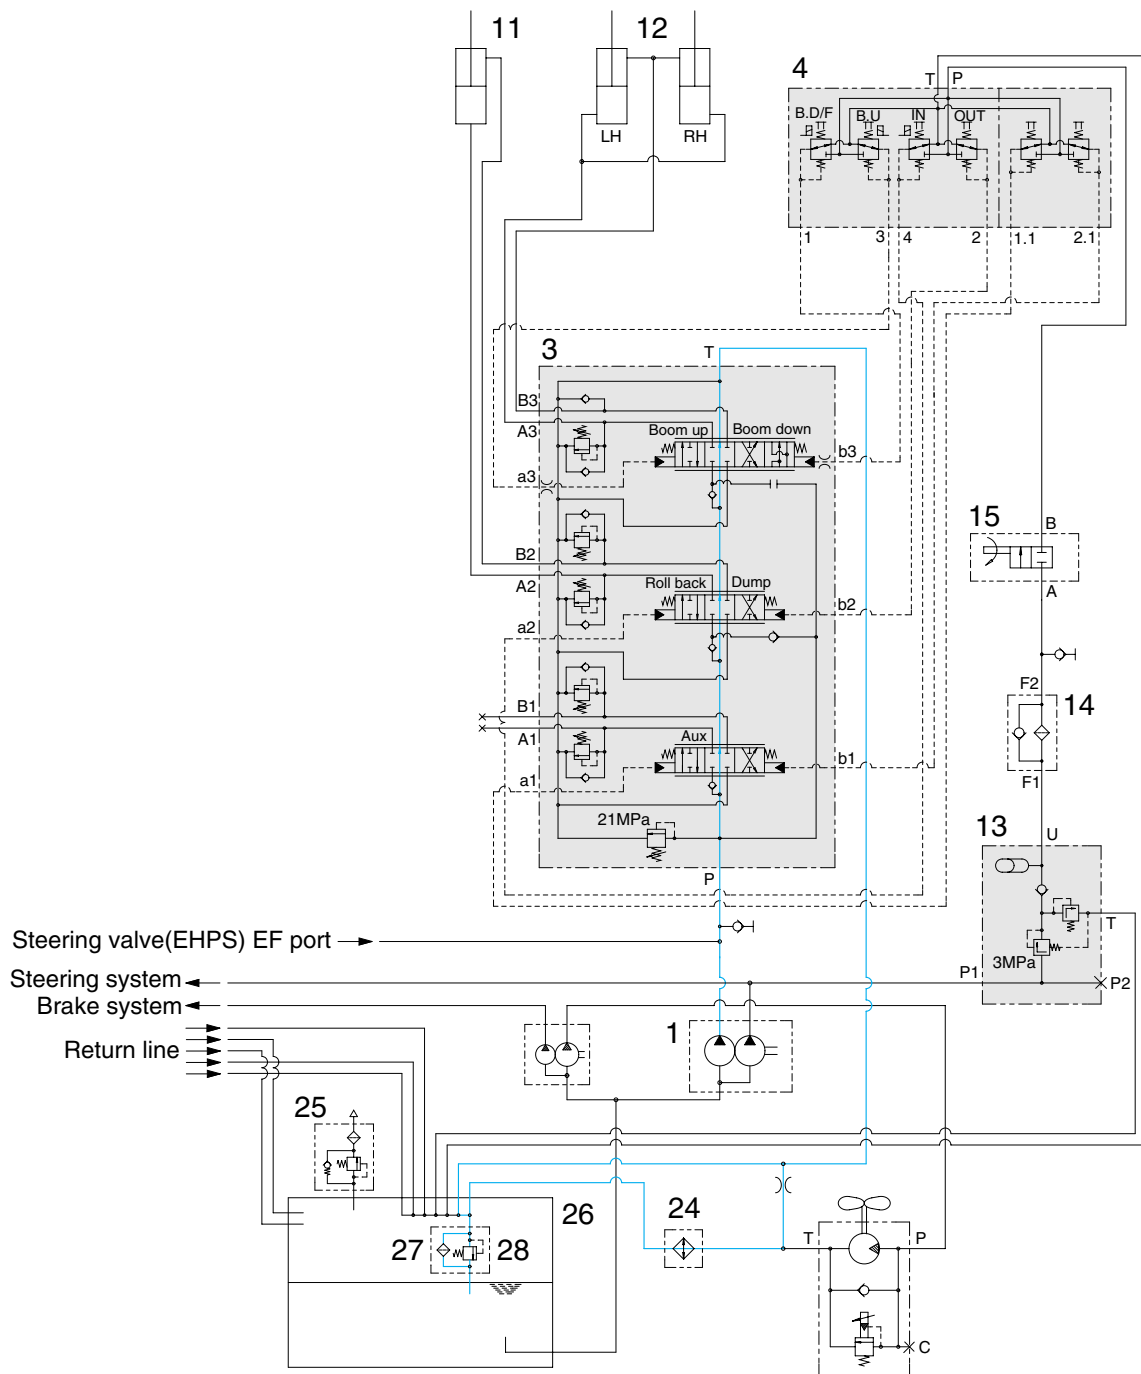 11
12
LH
RH
4
T
P
B.D/F
B.U
IN
OUT
1
3
4
2
1.1
2.1
3
T
B3
A3
Boom up
Boom down
a3
b3
B2
A2
Roll back
Dump
a2
b2
B1
A1
Aux
a1
b1
21MPa
P
15
B
A
F2
14
F1
13
U
T
3MPa
P1
P2
Steering valve(EHPS) EF port
Steering system
Brake system
Return line
1
25
26
27
28
24
T
P
C